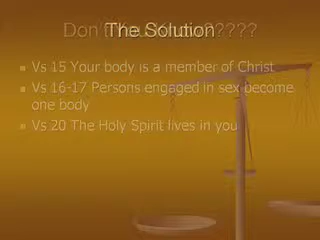 The Solution
Vs 15 Your body is a member of Christ
Vs 16-17 Persons engaged in sex become
one body
Vs 20 The Holy Spirit lives in you